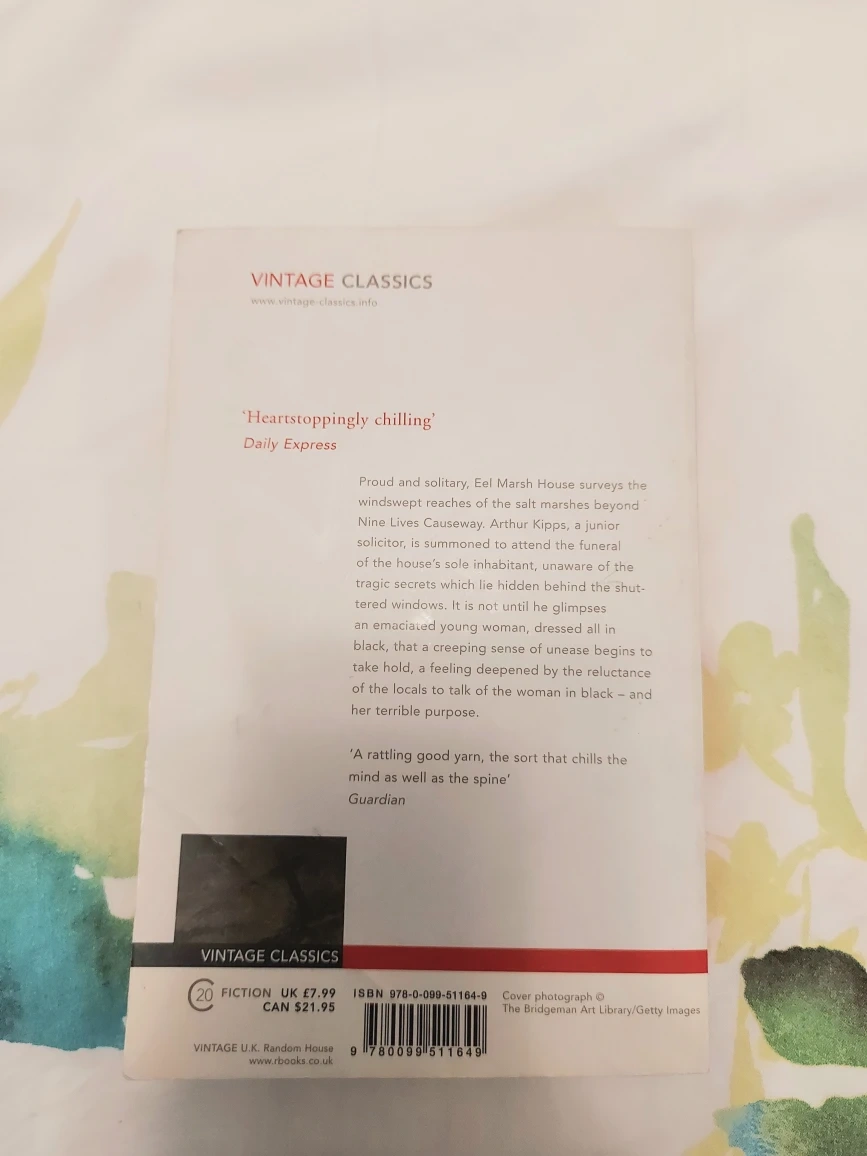 VINTAGE CLASSICS
www.vintage-classics.info
‘Heartstoppingly chilling’
Daily Express
Proud and solitary, Eel Marsh House surveys the
windswept reaches of the salt marshes beyond
Nine Lives Causeway. Arthur Kipps, a junior
solicitor, is summoned to attend the funeral
of the house's sole inhabitant, unaware of the
tragic secrets which lie hidden behind the shut-
tered windows. It is not until he glimpses
an emaciated young woman, dressed all in
black, that a creeping sense of unease begins to
take hold, a feeling deepened by the reluctance
of the locals to talk of the woman in black – and
her terrible purpose.
‘A rattling good yarn, the sort that chills the
mind as well as the spine’
Guardian
VINTAGE CLASSICS
C20 FICTION UK £7.99
CAN $21.95
VINTAGE U.K. Random House
www.rbooks.co.uk
ISBN 978-0-099-51164-9
9 780099 511649
Cover photograph ©
The Bridgeman Art Library/Getty Images